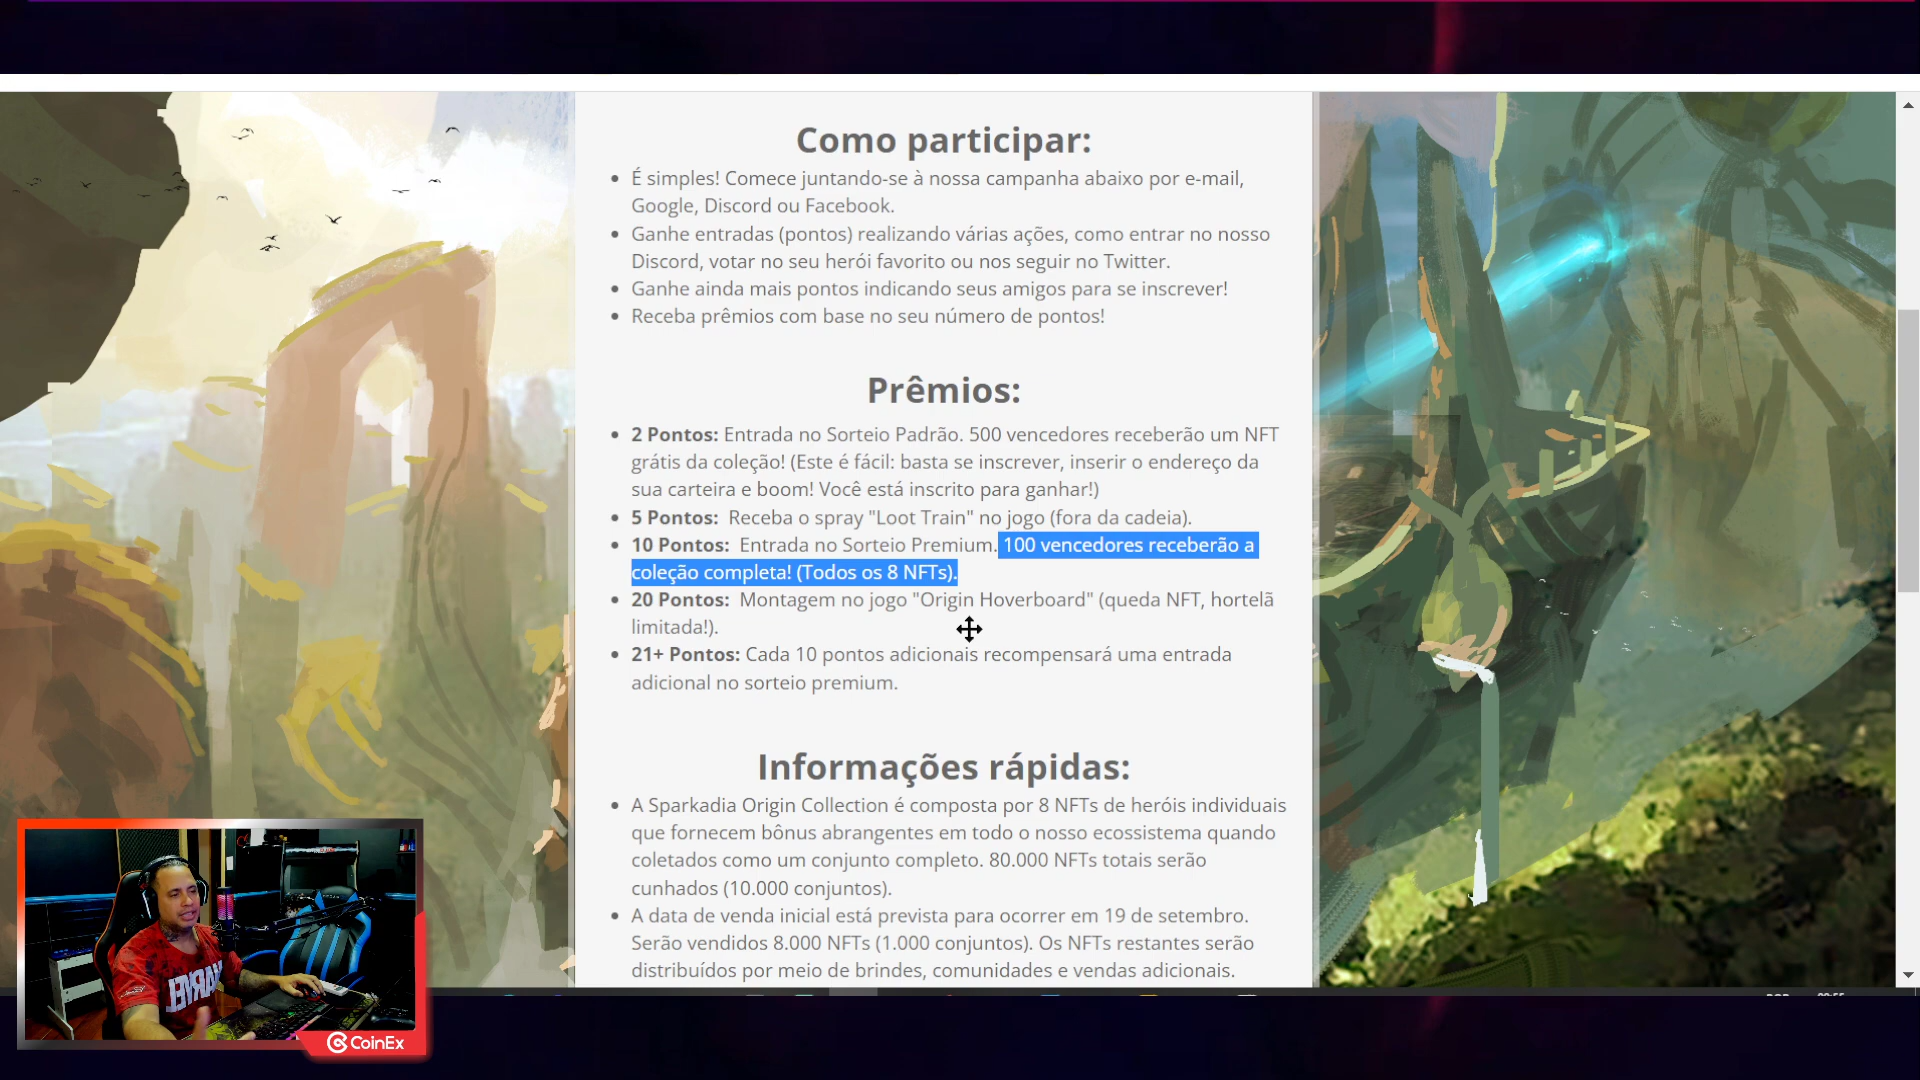 Como participar:
É simples! Comece juntando-se à nossa campanha abaixo por e-mail,
Google, Discord ou Facebook.
Ganhe entradas (pontos) realizando várias ações, como entrar no nosso
Discord, votar no seu herói favorito ou nos seguir no Twitter.
Ganhe ainda mais pontos indicando seus amigos para se inscrever!
Receba prêmios com base no seu número de pontos!
Prêmios:
2 Pontos: Entrada no Sorteio Padrão. 500 vencedores receberão um NFT
grátis da coleção! (Este é fácil: basta se inscrever, inserir o endereço da
sua carteira e boom! Você está inscrito para ganhar!)
5 Pontos: Receba o spray "Loot Train" no jogo (fora da cadeia).
10 Pontos: Entrada no Sorteio Premium. 100 vencedores receberão a
coleção completa! (Todos os 8 NFTs).
20 Pontos: Montagem no jogo "Origin Hoverboard" (queda NFT, hortelã
limitada!).
21+ Pontos: Cada 10 pontos adicionais recompensará uma entrada
adicional no sorteio premium.
Informações rápidas:
A Sparkadia Origin Collection é composta por 8 NFTs de heróis individuais
que fornecem bônus abrangentes em todo o nosso ecossistema quando
coletados como um conjunto completo. 80.000 NFTs totais serão
cunhados (10.000 conjuntos).
A data de venda inicial está prevista para ocorrer em 19 de setembro.
Serão vendidos 8.000 NFTs (1.000 conjuntos). Os NFTs restantes serão
distribuídos por meio de brindes, comunidades e vendas adicionais.
CoinEx